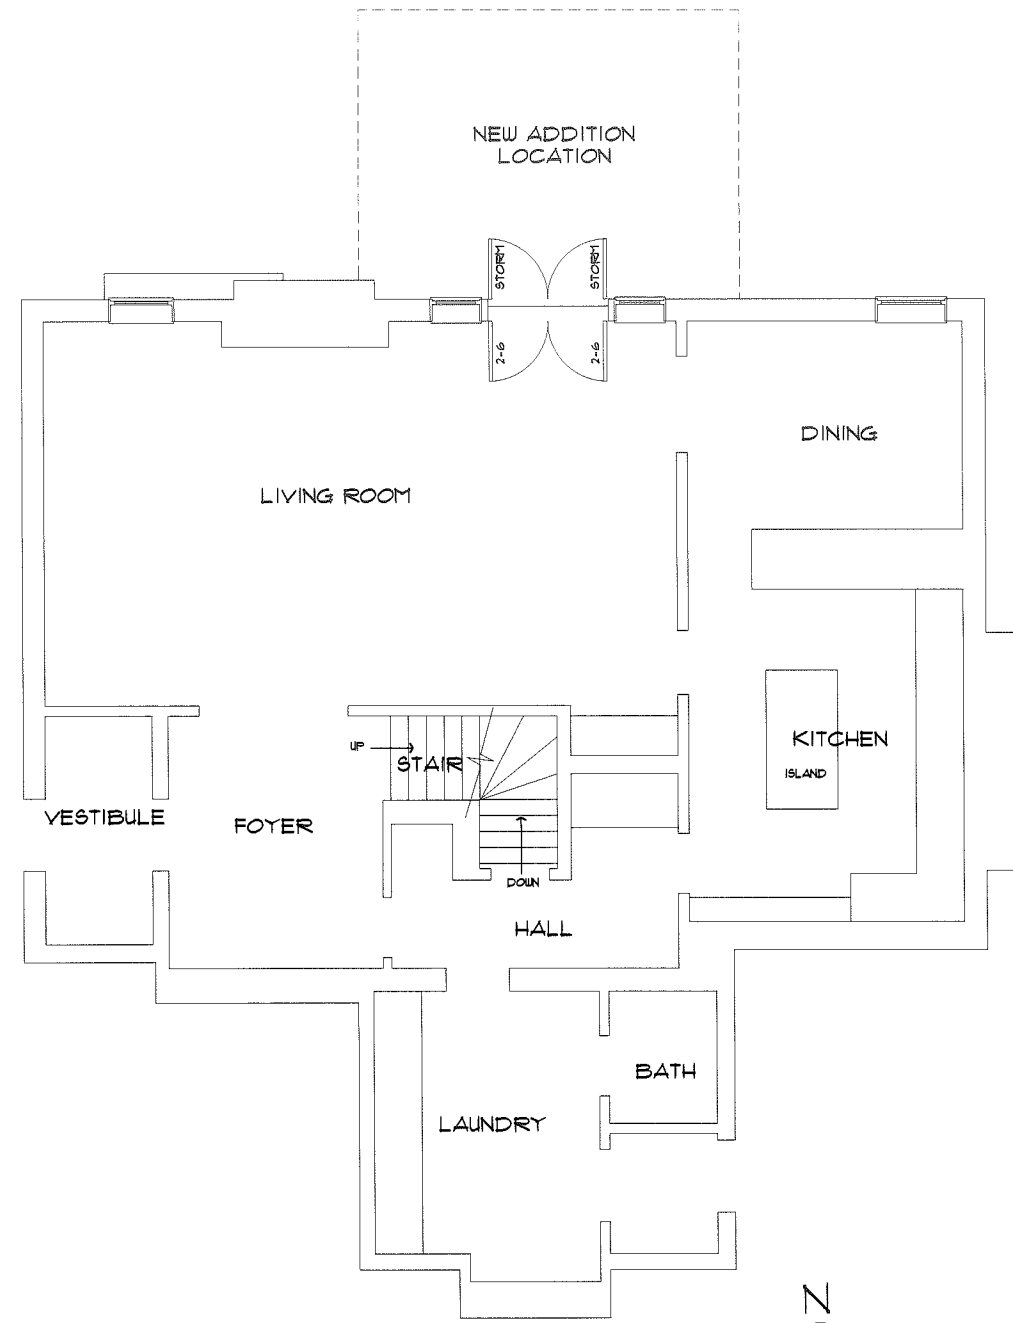 NEW ADDITION
LOCATION
STORM
STORM
2-6
2-6
DINING
LIVING ROOM
UP
STAIR
KITCHEN
ISLAND
VESTIBULE
FOYER
DOWN
HALL
BATH
LAUNDRY
N